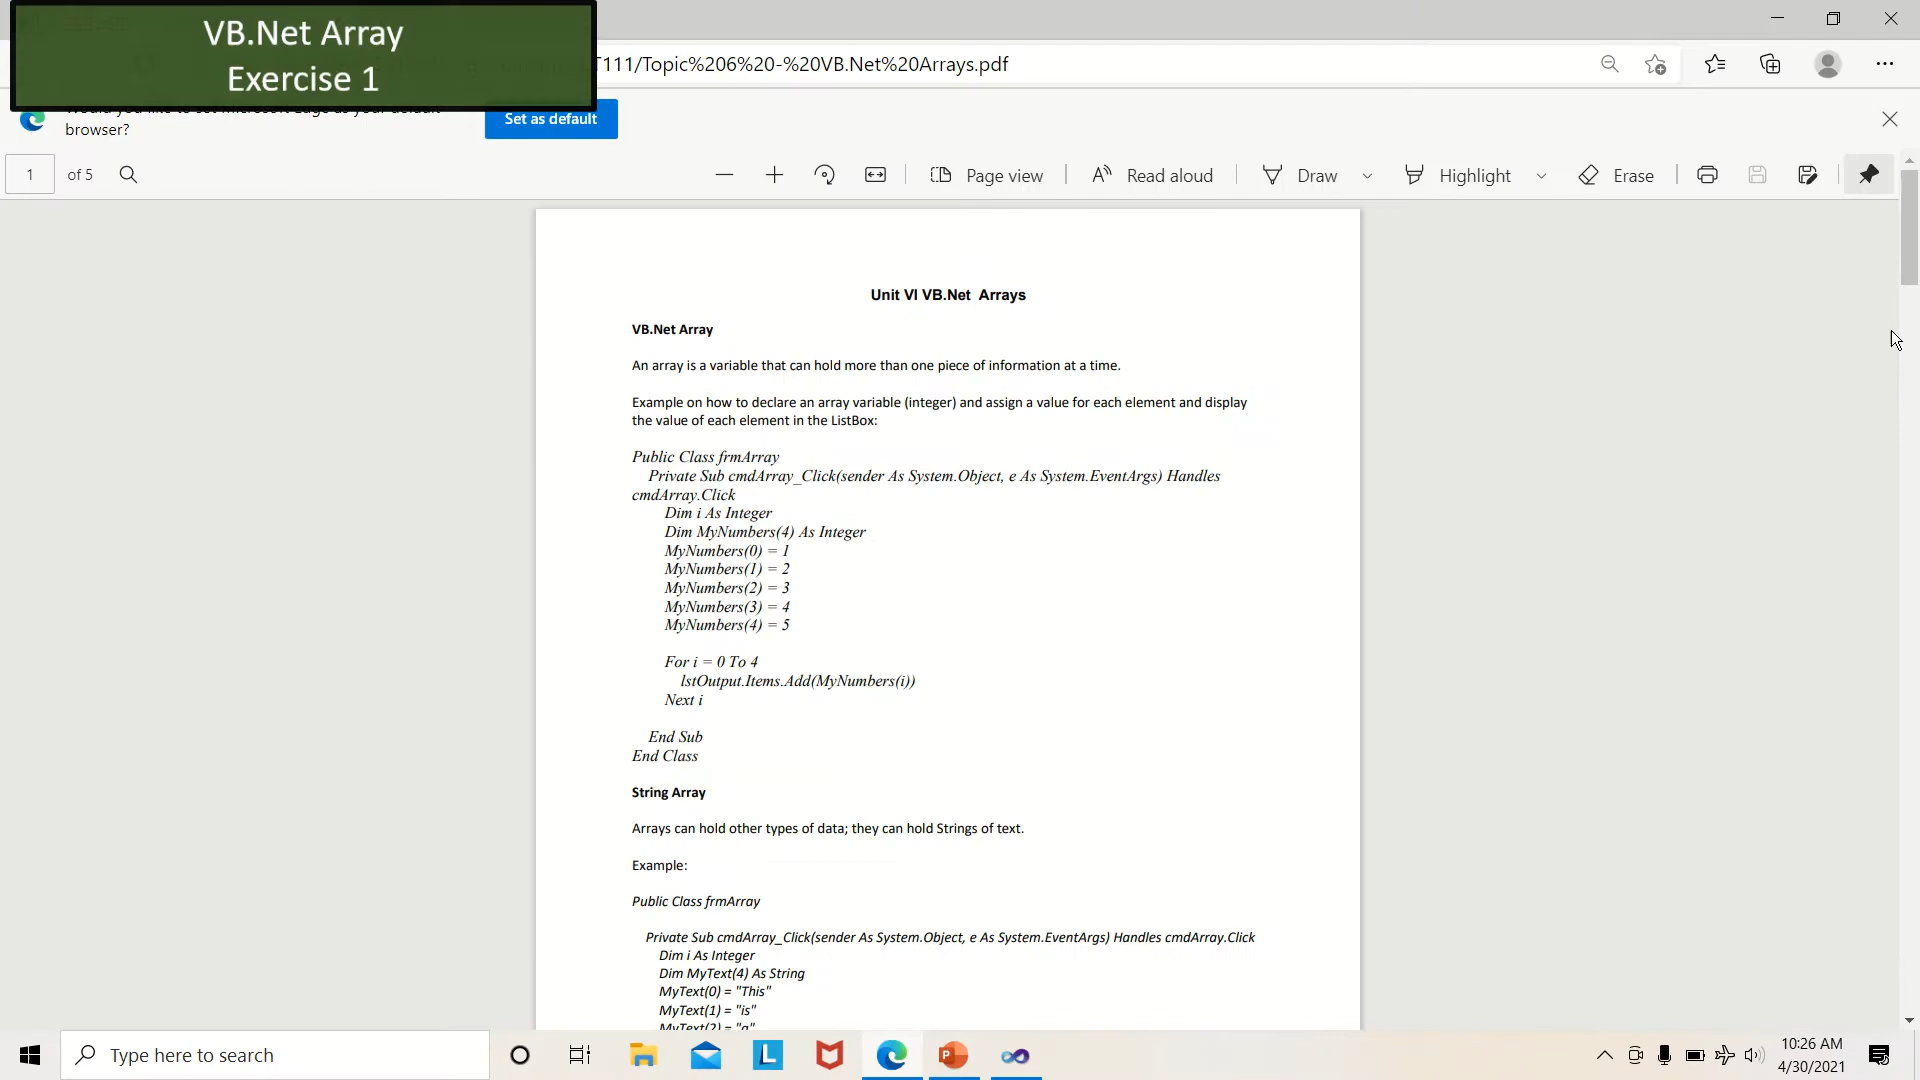 VB.Net Array
Exercise 1
T111/Topic%206%20-%20VB.Net%20Arrays.pdf
browser?
Set as default
1 of 5
Page view
Read aloud
Draw
Highlight
Erase
Unit VI VB.Net Arrays
VB.Net Array
An array is a variable that can hold more than one piece of information at a time.
Example on how to declare an array variable (integer) and assign a value for each element and display
the value of each element in the ListBox:
Public Class frmArray
Private Sub cmdArray_Click(sender As System.Object, e As System.EventArgs) Handles
cmdArray.Click
Dim i As Integer
Dim MyNumbers(4) As Integer
MyNumbers(0) = 1
MyNumbers(1) = 2
MyNumbers(2) = 3
MyNumbers(3) = 4
MyNumbers(4) = 5
For i = 0 To 4
lstOutput.Items.Add(MyNumbers(i))
Next i
End Sub
End Class
String Array
Arrays can hold other types of data; they can hold Strings of text.
Example:
Public Class frmArray
Private Sub cmdArray_Click(sender As System.Object, e As System.EventArgs) Handles cmdArray.Click
Dim i As Integer
Dim MyText(4) As String
MyText(0) = "This"
MyText(1) = "is"
MyText(2) = "a"
Type here to search
10:26 AM
4/30/2021